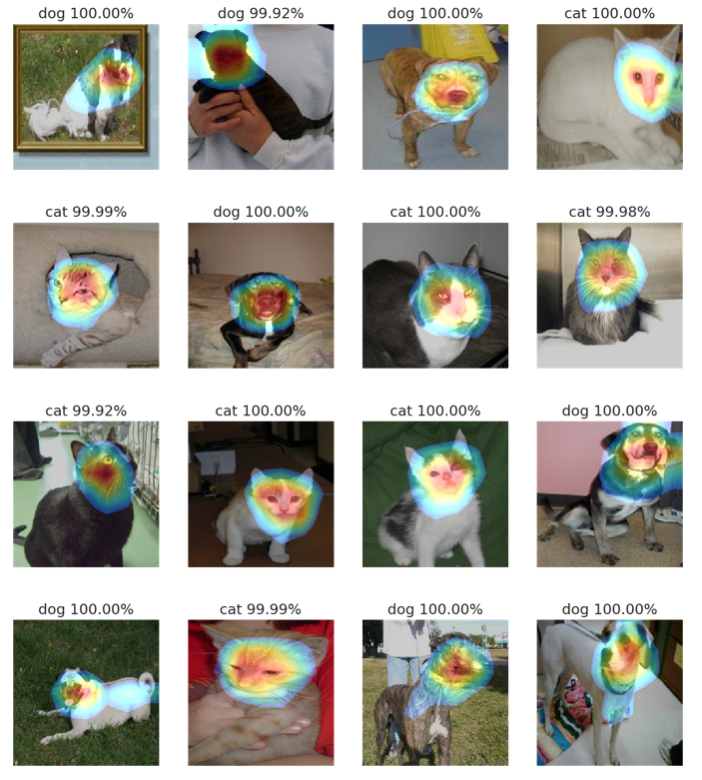 dog 100.00% dog 99.92% dog 100.00% cat 100.00%
cat 99.99% dog 100.00% cat 100.00% cat 99.98%
cat 99.92% cat 100.00% cat 100.00% dog 100.00%
dog 100.00% cat 99.99% dog 100.00% dog 100.00%